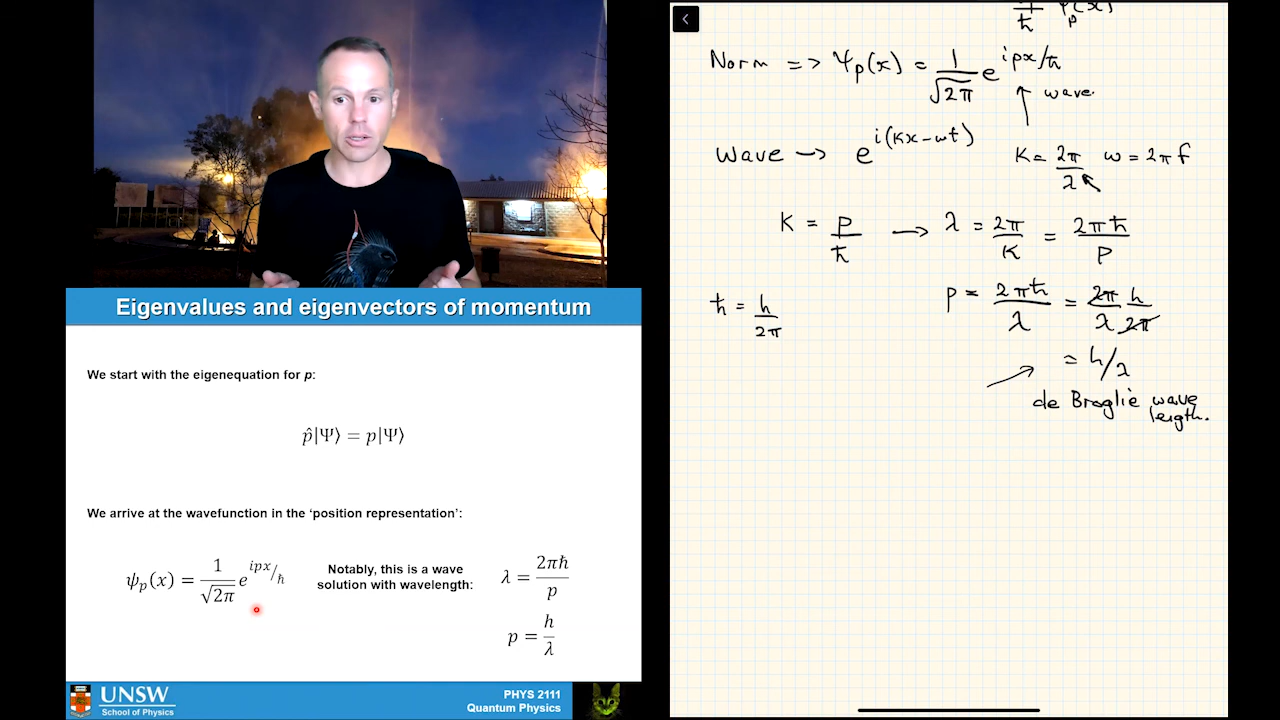 Eigenvalues and eigenvectors of momentum
We start with the eigenequation for p:
p̂|Ψ⟩ = p|Ψ⟩
We arrive at the wavefunction in the ‘position representation’:
ψₚ(x) = 1/√2π e^{ipx/ħ}
Notably, this is a wave
solution with wavelength:
λ = 2πħ/p
p = h/λ
UNSW
School of Physics
PHYS 2111
Quantum Physics
Norm => Ψₚ(x) = 1/√2π e^{ipx/ħ}
wave.
Wave → e^{i(kx-ωt)} k = 2π/λ ω = 2πf
k = p/ħ → λ = 2π/k = 2πħ/p
ħ = h/2π p = 2πħ/λ = 2π/λ h/2π
= h/λ
de Broglie wave
length.